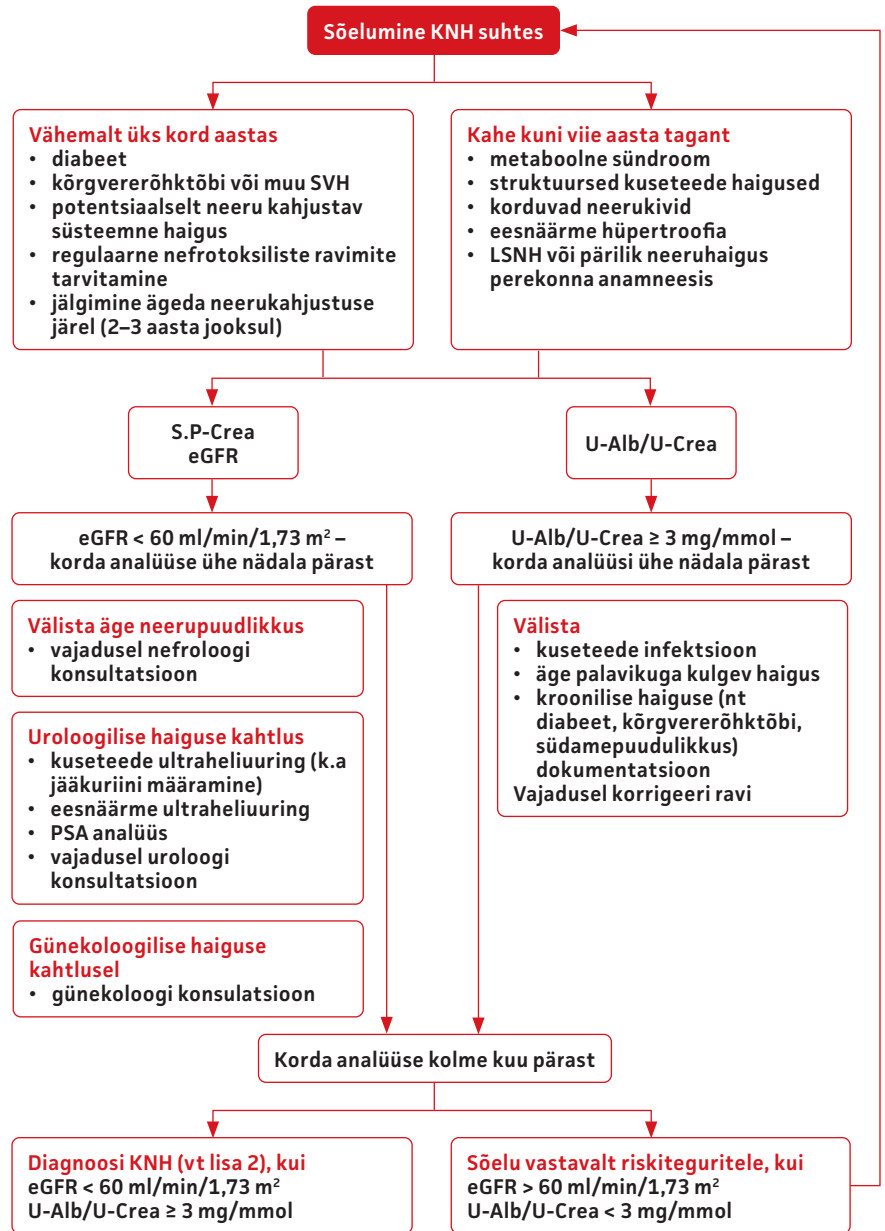 Sõelumine KNH suhtes
Vähemalt üks kord aastas
• diabeet
• kõrgvererõhktõbi või muu SVH
• potentsiaalselt neeru kahjustav
süsteemne haigus
• regulaarne nefrotoksiliste ravimite
tarvitamine
• jälgimine ägeda neerukahjustuse
järel (2–3 aasta jooksul)
Kahe kuni viie aasta tagant
• metaboolne sündroom
• struktuursed kuseteede haigused
• korduvad neerukivid
• eesnäärme hüpertroofia
• LSNH või pärilik neeruhaigus
perekonna anamneesis
S.P-Crea
eGFR
U-Alb/U-Crea
eGFR < 60 ml/min/1,73 m² –
korda analüüse ühe nädala pärast
U-Alb/U-Crea ≥ 3 mg/mmol –
korda analüüsi ühe nädala pärast
Välista äge neerupuudlikkus
• vajadusel nefroloogi
konsultatsioon
Uroloogilise haiguse kahtlus
• kuseteede ultraheliuuring (k.a
jääkuriini määramine)
• eesnäärme ultraheliuuring
• PSA analüüs
• vajadusel uroloogi
konsultatsioon
Günekoloogilise haiguse
kahtlusel
• günekoloogi konsulatsioon
Välista
• kuseteede infektsioon
• äge palavikuga kulgev haigus
• kroonilise haiguse (nt
diabeet, kõrgvererõhktõbi,
südamepuudulikkus)
dokumentatsioon
Vajadusel korrigeeri ravi
Korda analüüse kolme kuu pärast
Diagnoosi KNH (vt lisa 2), kui
eGFR < 60 ml/min/1,73 m²
U-Alb/U-Crea ≥ 3 mg/mmol
Sõelu vastavalt riskiteguritele, kui
eGFR > 60 ml/min/1,73 m²
U-Alb/U-Crea < 3 mg/mmol